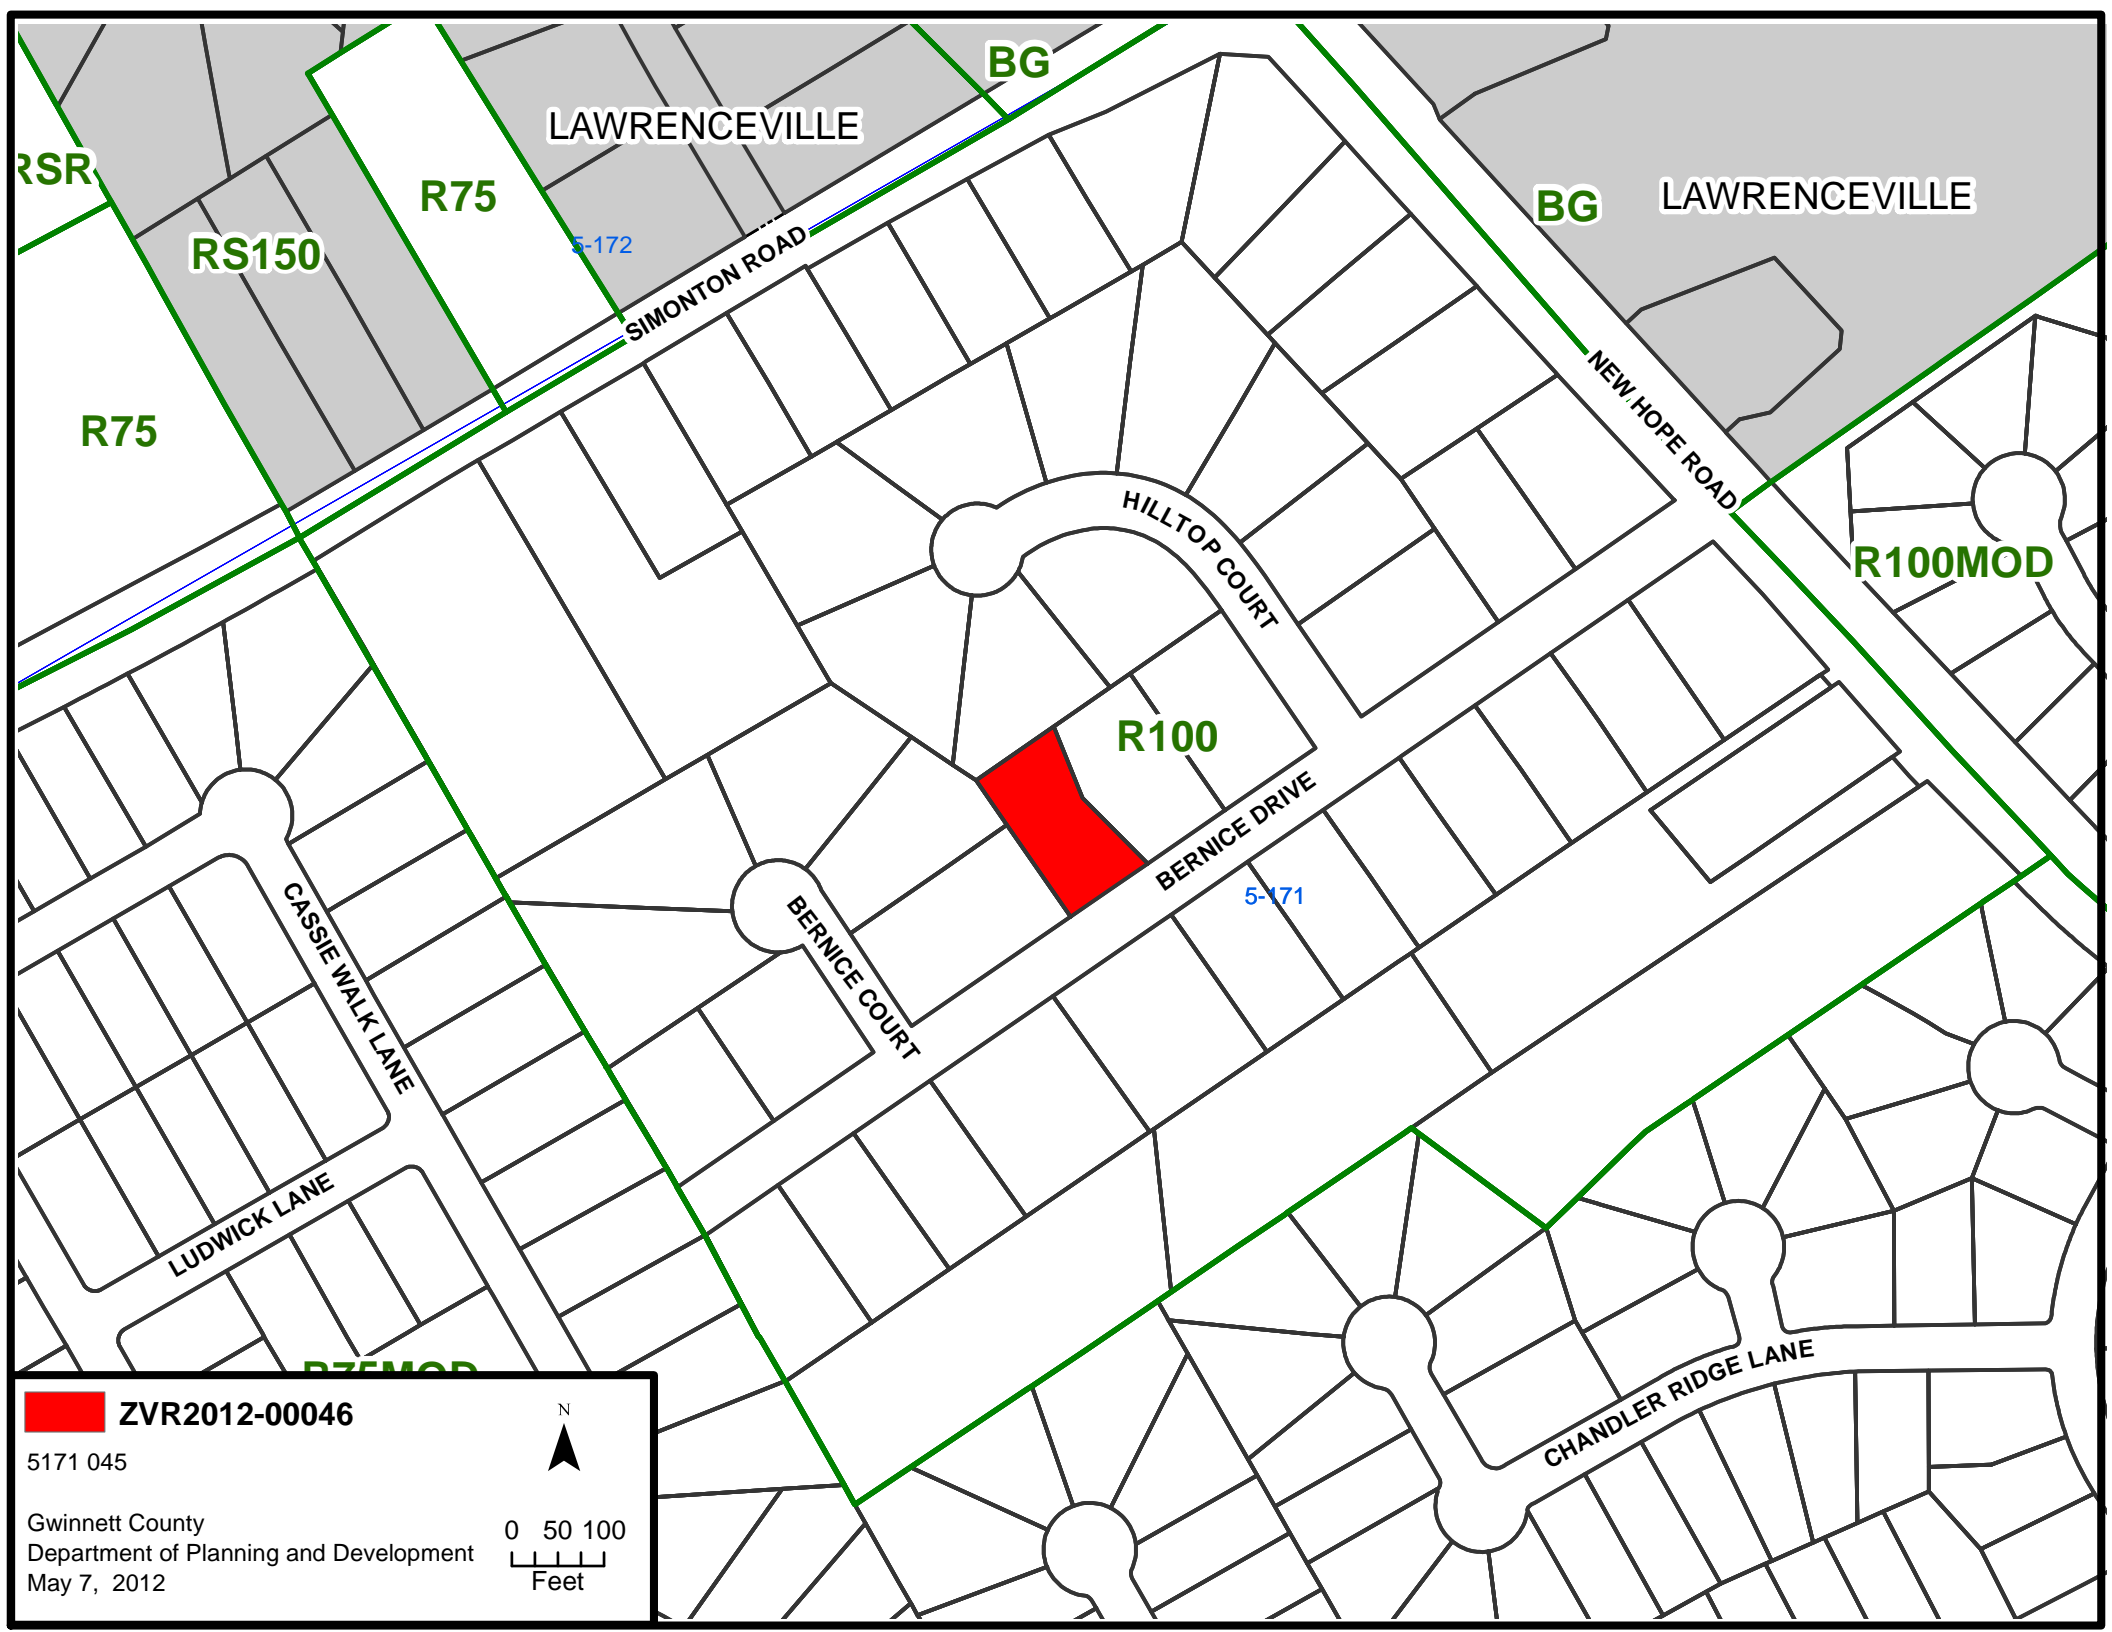 BG
LAWRENCEVILLE
RSR
R75
BG
LAWRENCEVILLE
RS150
5-172
SIMONTON ROAD
R75
NEW HOPE ROAD
HILLTOP COURT
R100MOD
R100
BERNICE DRIVE
5-171
CASSIE WALK LANE
BERNICE COURT
LUDWICK LANE
CHANDLER RIDGE LANE
R75MOD
ZVR2012-00046
N
5171 045
Gwinnett County
Department of Planning and Development
May 7, 2012
0 50 100
Feet